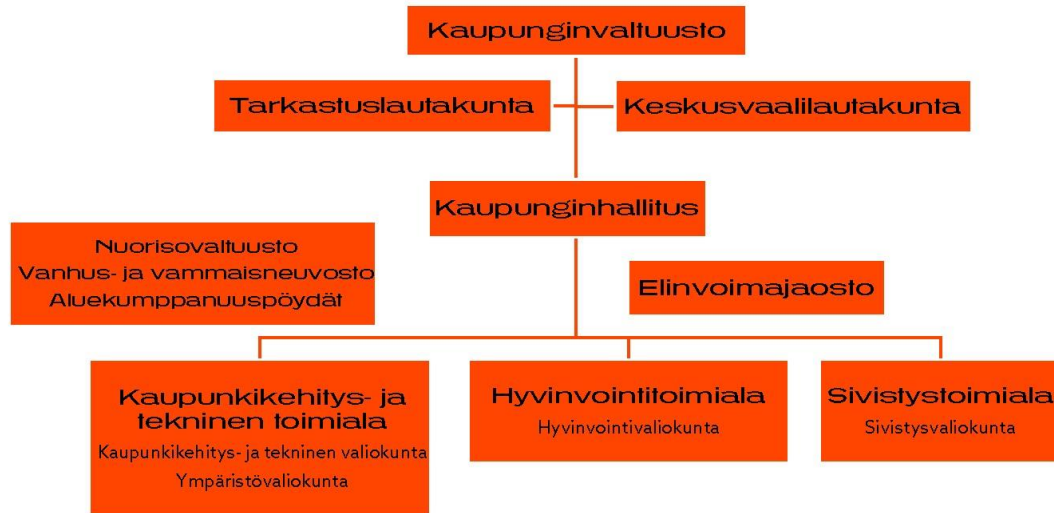 Kaupunginvaltuusto
Tarkastuslautakunta
Keskusvaalilautakunta
Kaupunginhallitus
Nuorisovaltuusto
Vanhus- ja vammaisneuvosto
Aluekumppanuuspöydät
Elinvoimajaosto
Kaupunkikehitys- ja
tekninen toimiala
Kaupunkikehitys- ja tekninen valiokunta
Ympäristövaliokunta
Hyvinvointitoimiala
Hyvinvointivaliokunta
Sivistystoimiala
Sivistysvaliokunta